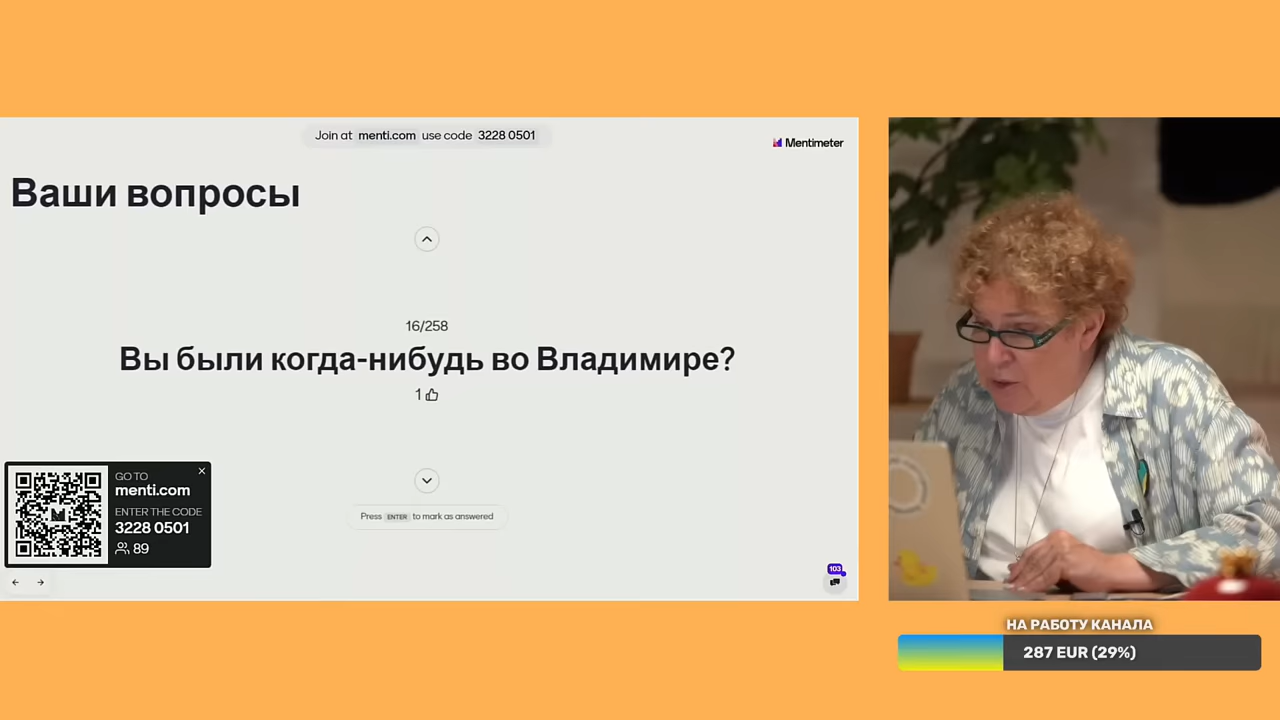 Join at menti.com use code 3228 0501
Mentimeter
Ваши вопросы
16/258
Вы были когда-нибудь во Владимире?
1
GO TO
menti.com
ENTER THE CODE
3228 0501
89
Press ENTER to mark as answered
103
НА РАБОТУ КАНАЛА
287 EUR (29%)